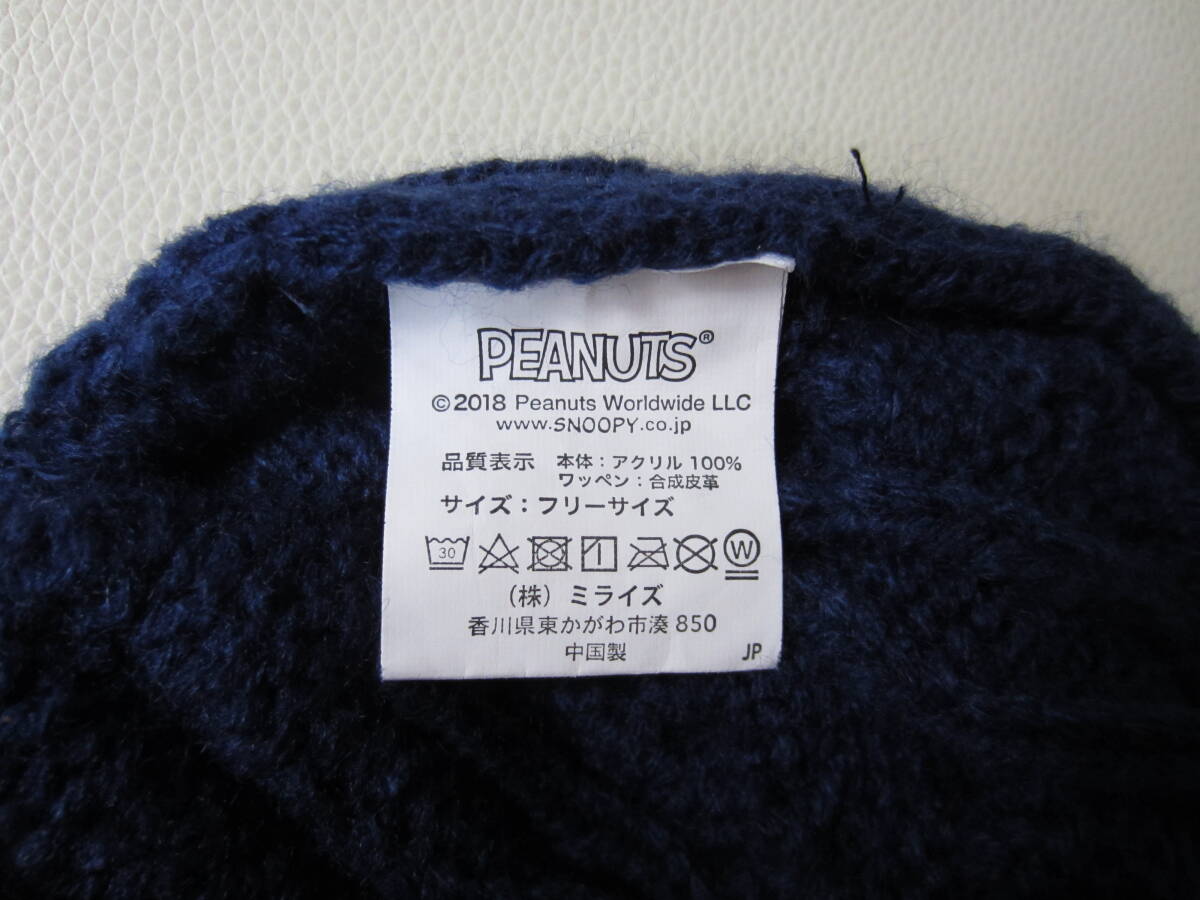 PEANUTS®
©2018 Peanuts Worldwide LLC
www.SNOOPY.co.jp
品質表示 本体：アクリル 100%
ワッペン：合成皮革
サイズ：フリーサイズ
30 W
（株）ミライズ
香川県東かがわ市湊 850
中国製 JP